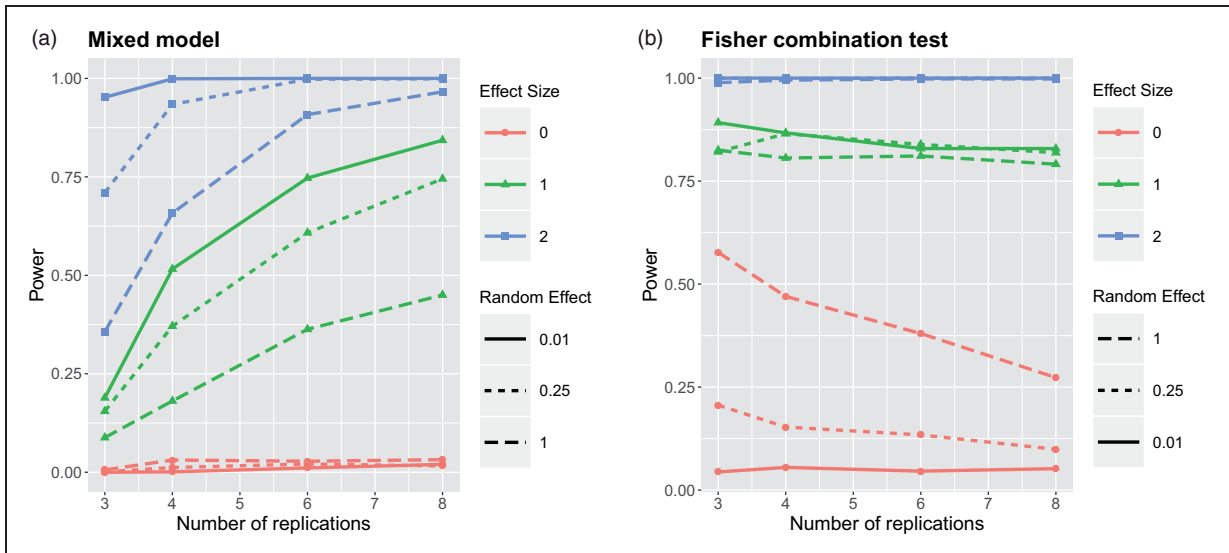 (a) Mixed model
1.00
0.75
0.50
0.25
0.00
Power
3 4 5 6 7 8
Number of replications
Effect Size
0
1
2
Random Effect
0.01
0.25
1
(b) Fisher combination test
1.00
0.75
0.50
0.25
0.00
Power
3 4 5 6 7 8
Number of replications
Effect Size
0
1
2
Random Effect
1
0.25
0.01